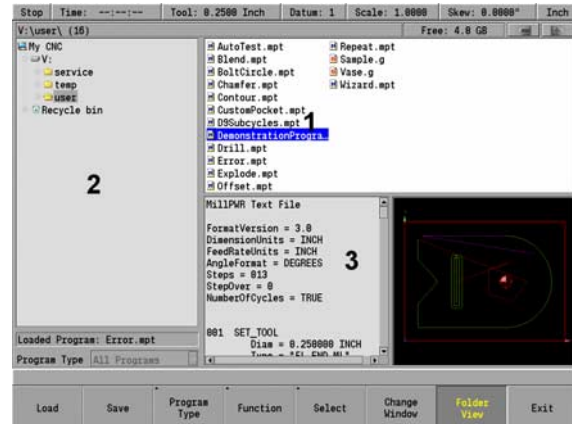 Stop Time: --:--:-- Tool: 0.2500 Inch Datum: 1 Scale: 1.0000 Skew: 0.0000° Inch
V:\user\ (16) Free: 4.0 GB
My CNC
V:
service
temp
user
Recycle bin
2
AutoTest.mpt
Blend.mpt
BoltCircle.mpt
Chamfer.mpt
Contour.mpt
CustomPocket.mpt
D9Subcycles.mpt
DemonstrationProgra…
Drill.mpt
Error.mpt
Explode.mpt
Offset.mpt
Repeat.mpt
Sample.g
Vase.g
Wizard.mpt
1
MillPWR Text File
FormatVersion = 3.0
DimensionUnits = INCH
FeedRateUnits = INCH
AngleFormat = DEGREES
Steps = 013
StepOver = 0
NumberOfCycles = TRUE
001 SET_TOOL
Diam = 0.250000 INCH
Type = "FL END ML"
3
Loaded Program: Error.mpt
Program Type All Programs
Load Save Program Type Function Select Change Window Folder View Exit